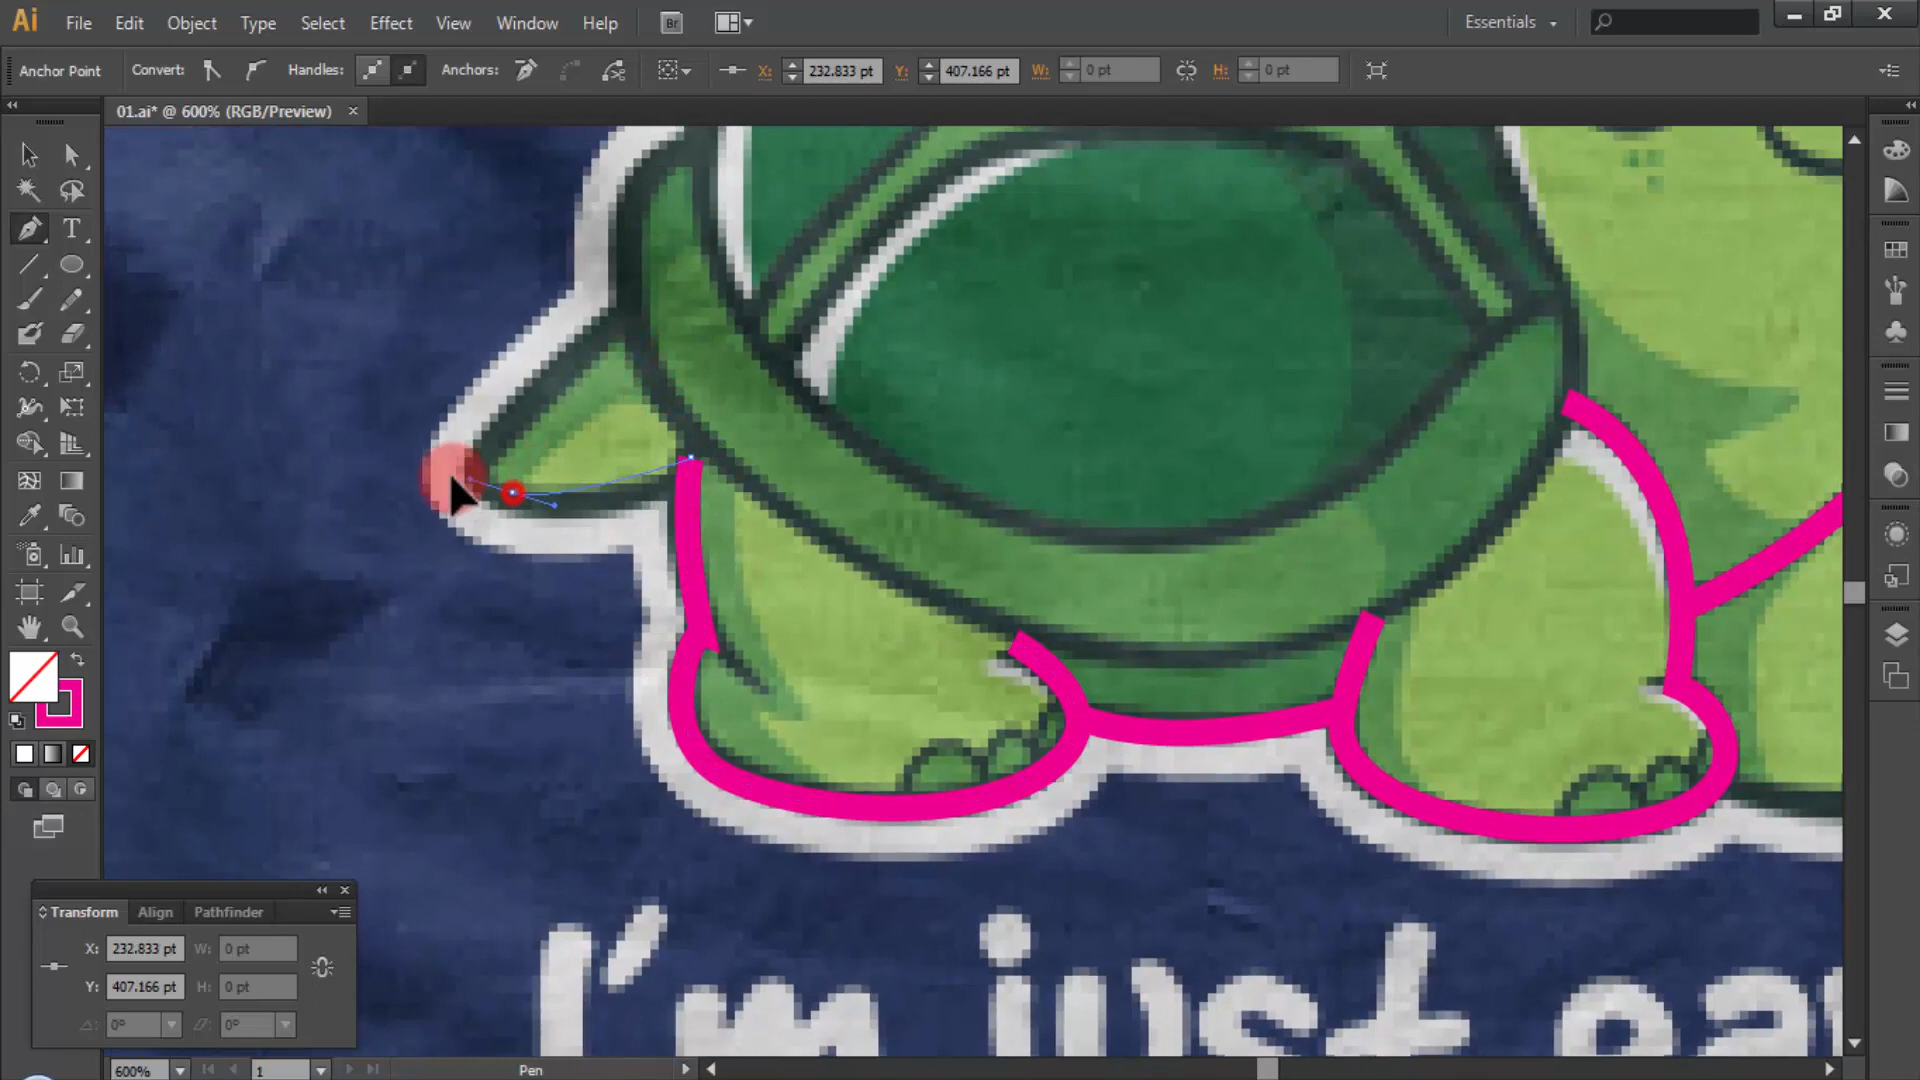 Ai File Edit Object Type Select Effect View Window Help Br Essentials
Anchor Point Convert: Handles: Anchors: X: 232.833 pt Y: 407.166 pt W: 0 pt H: 0 pt
01.ai* @ 600% (RGB/Preview)
T
Transform Align Pathfinder
X: 232.833 pt W: 0 pt
Y: 407.166 pt H: 0 pt
0° 0°
I'm just
600% 1 Pen